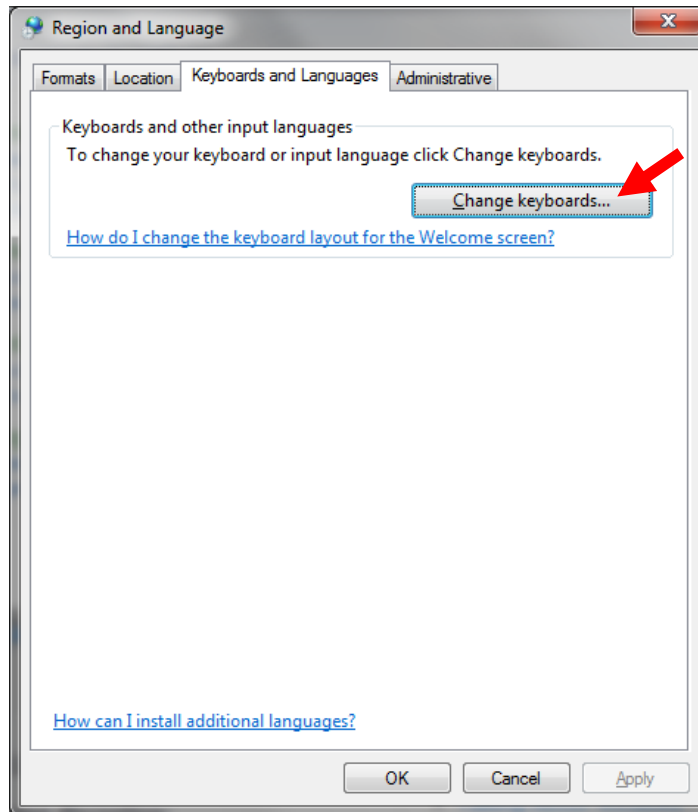 Region and Language
Formats Location Keyboards and Languages Administrative
Keyboards and other input languages
To change your keyboard or input language click Change keyboards.
Change keyboards...
How do I change the keyboard layout for the Welcome screen?
How can I install additional languages?
OK Cancel Apply